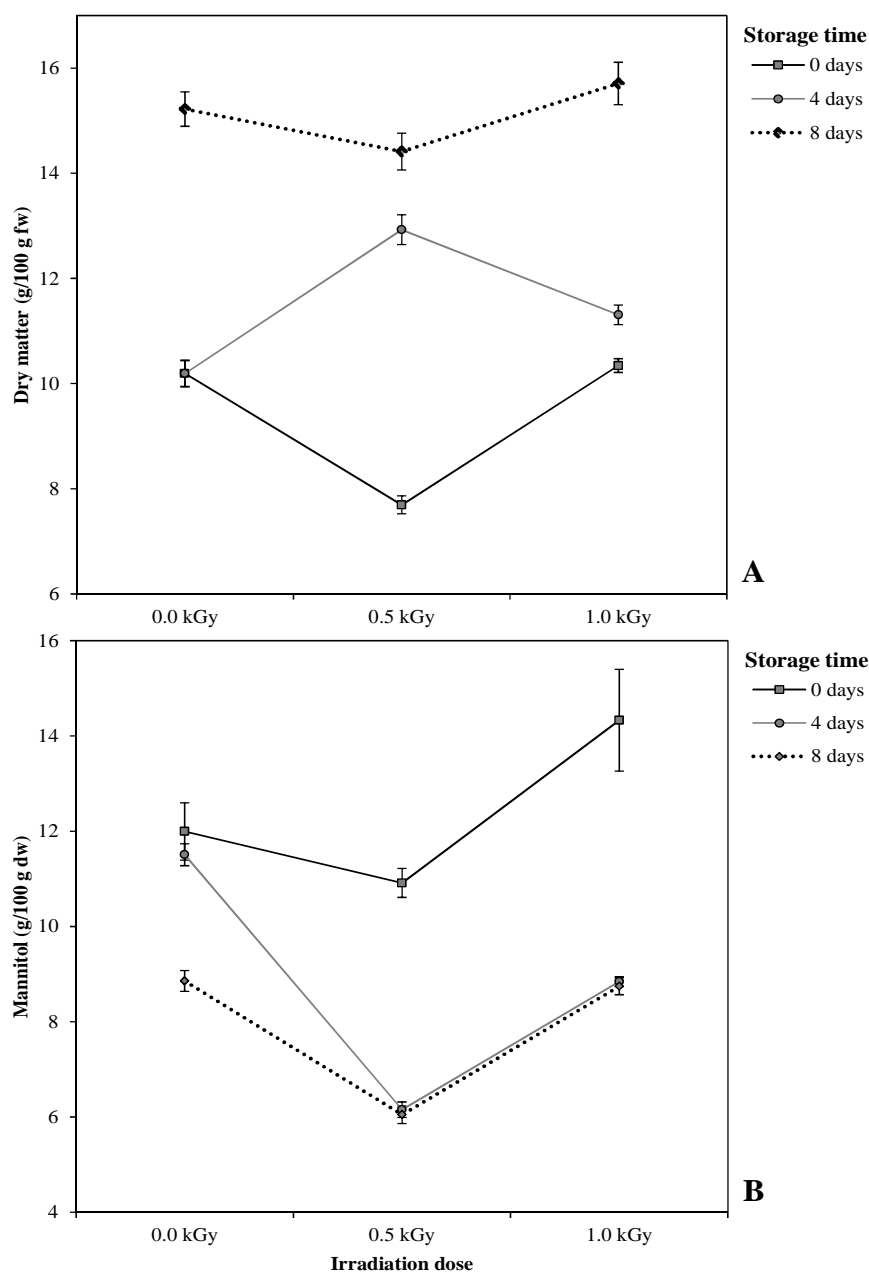 Storage time
0 days
4 days
8 days
16
14
12
10
8
6
Dry matter (g/100 g fw)
0.0 kGy
0.5 kGy
1.0 kGy
A
Storage time
0 days
4 days
8 days
16
14
12
10
8
6
4
Mannitol (g/100 g dw)
0.0 kGy
0.5 kGy
1.0 kGy
Irradiation dose
B